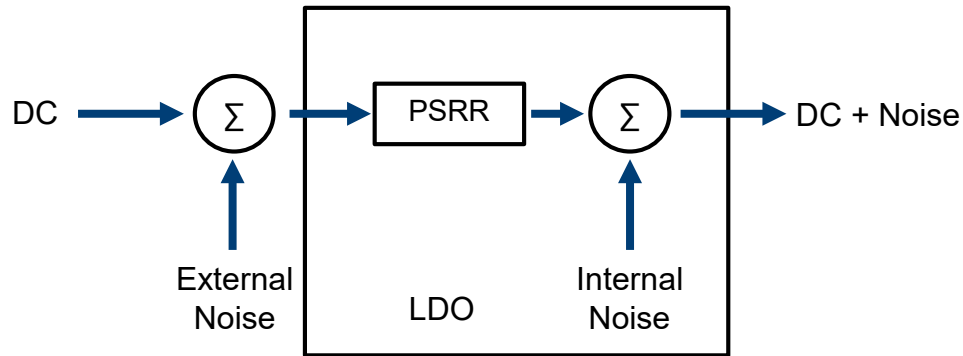 DC
Σ
PSRR
Σ
DC + Noise
External
Noise
LDO
Internal
Noise